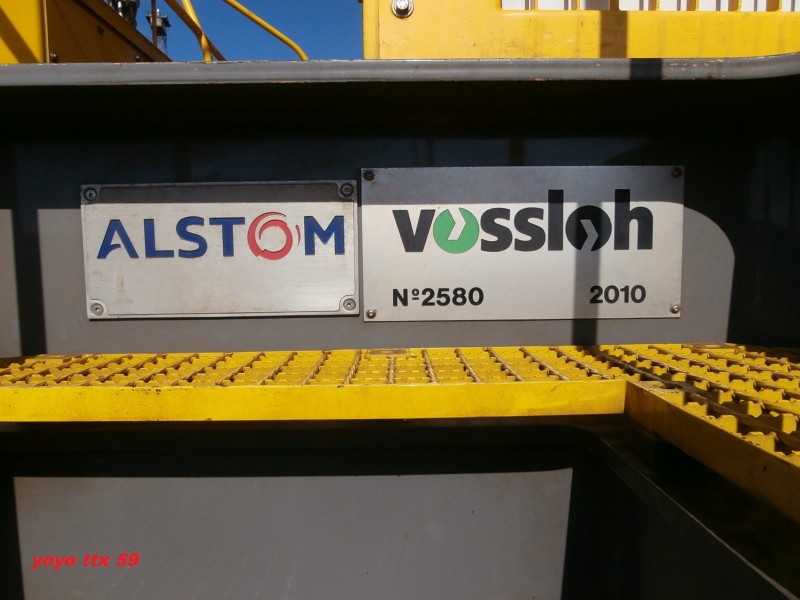 ALSTOM
vossloh
Nº2580 2010
yoyo ttx 59